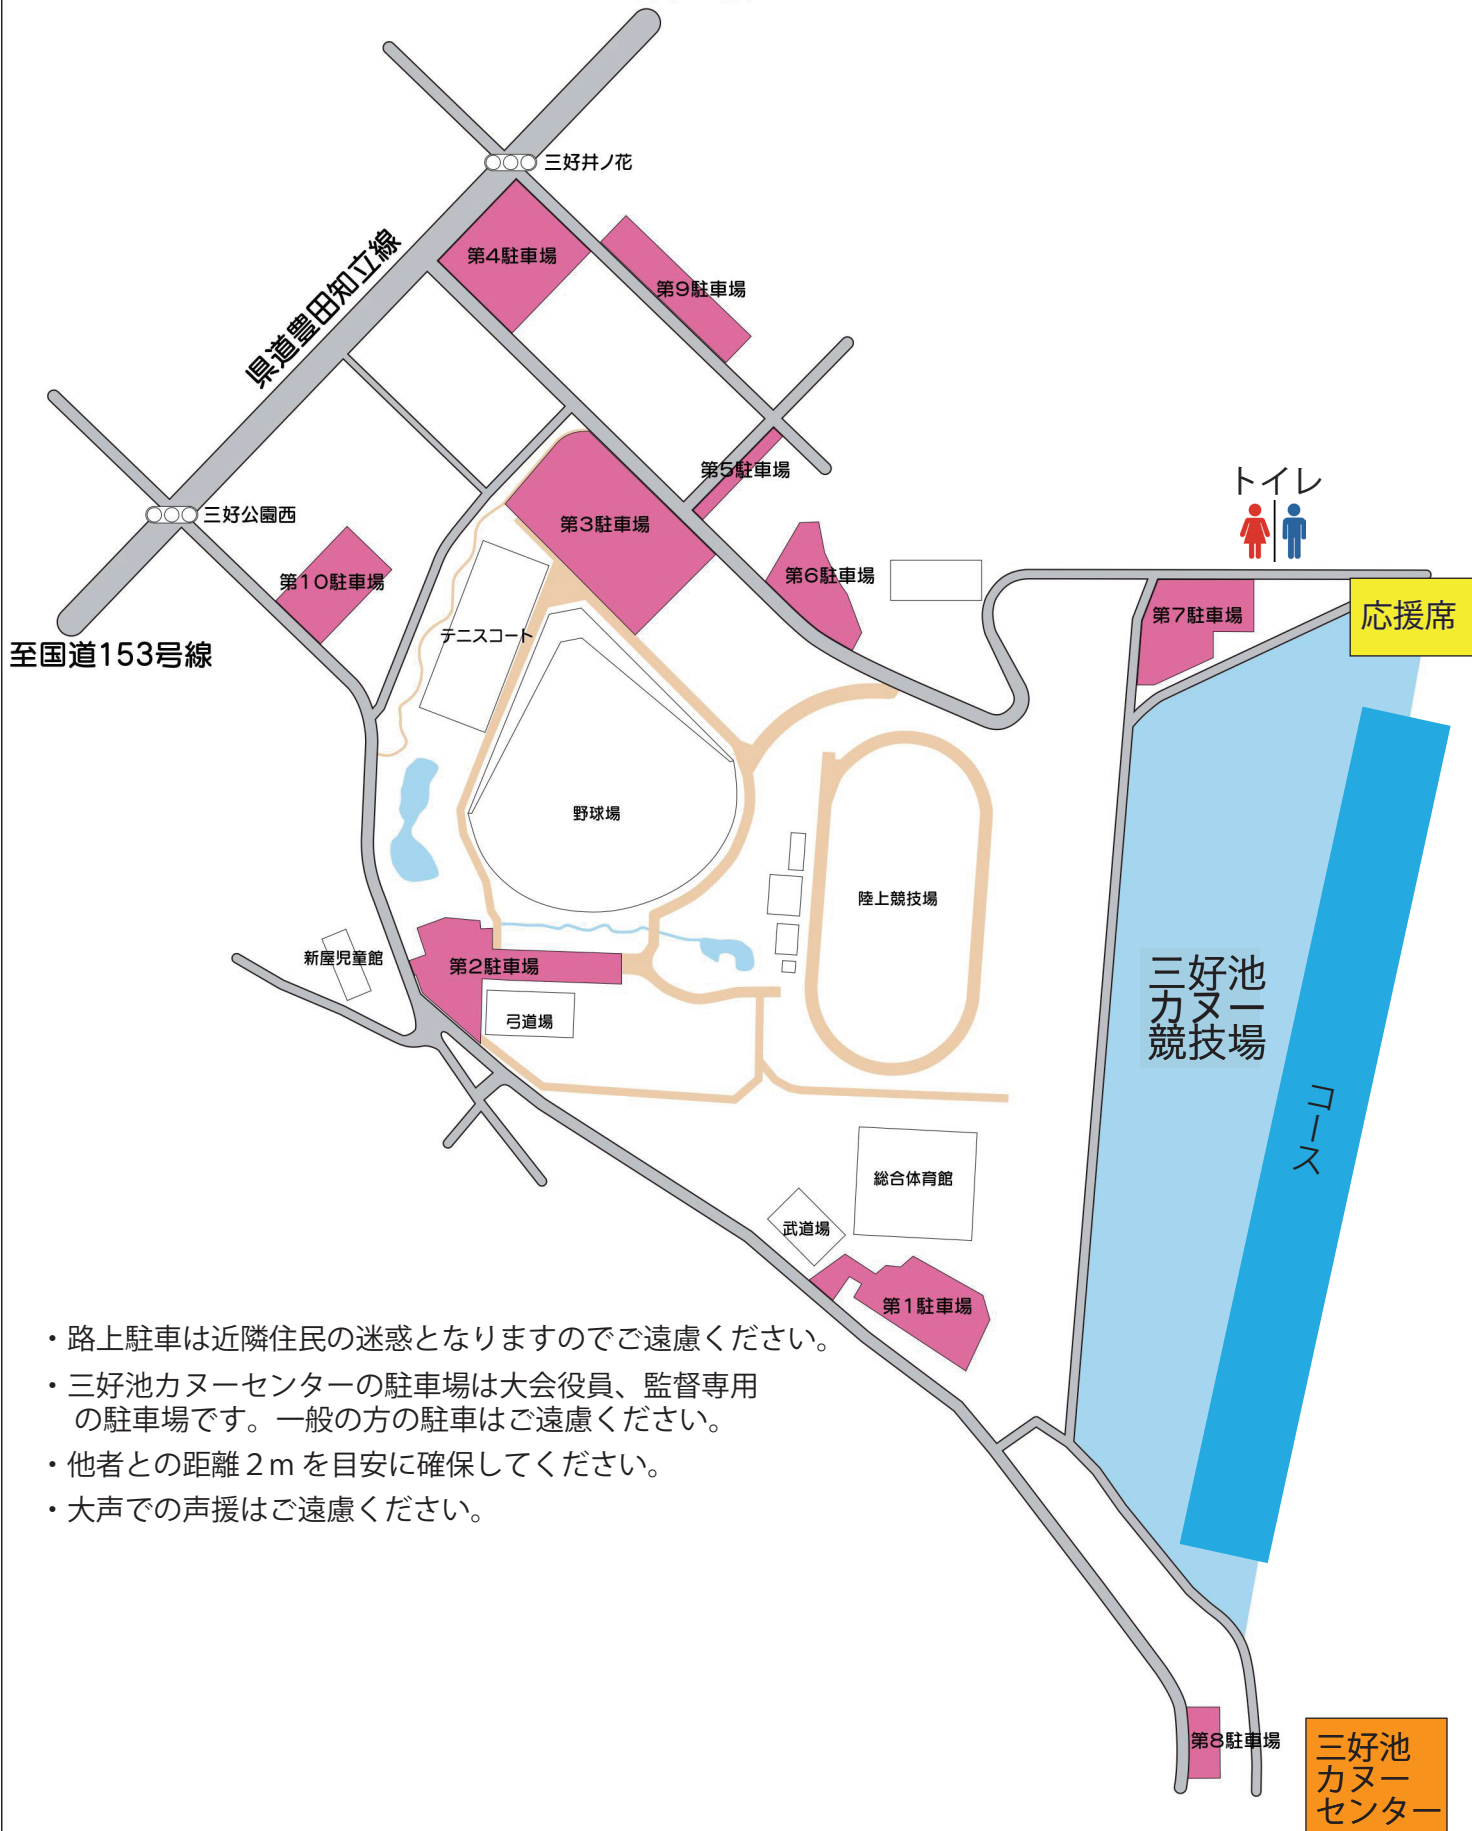 三好井ノ花
第4駐車場
第9駐車場
県道豊田知立線
第5駐車場
トイレ
三好公園西
第3駐車場
第10駐車場
第6駐車場
第7駐車場
応援席
テニスコート
至国道153号線
野球場
陸上競技場
新屋児童館
第2駐車場
弓道場
三好池
カヌー
競技場
コース
総合体育館
武道場
第1駐車場
・路上駐車は近隣住民の迷惑となりますのでご遠慮ください。
・三好池カヌーセンターの駐車場は大会役員、監督専用
の駐車場です。一般の方の駐車はご遠慮ください。
・他者との距離２ｍを目安に確保してください。
・大声での声援はご遠慮ください。
第8駐車場
三好池
カヌー
センター